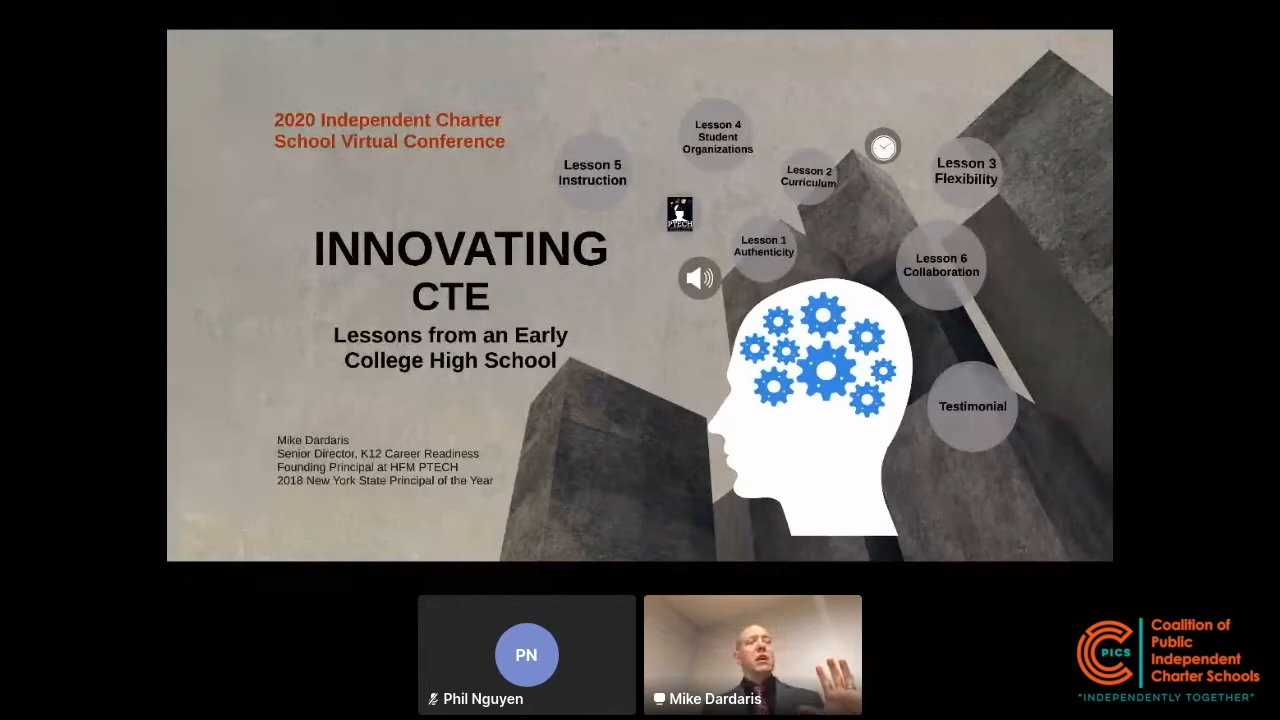 2020 Independent Charter
School Virtual Conference
INNOVATING
CTE
Lessons from an Early
College High School
Mike Dardaris
Senior Director, K12 Career Readiness
Founding Principal at HFM PTECH
2018 New York State Principal of the Year
Lesson 5
Instruction
Lesson 4
Student
Organizations
Lesson 2
Curriculum
Lesson 3
Flexibility
PTECH
Lesson 1
Authenticity
Lesson 6
Collaboration
Testimonial
PN
Phil Nguyen
Mike Dardaris
PICS
Coalition of
Public
Independent
Charter Schools
"INDEPENDENTLY TOGETHER"